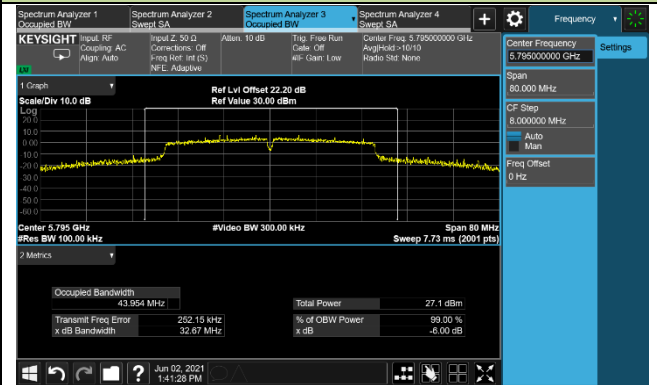 Spectrum Analyzer 1
Occupied BW
Spectrum Analyzer 2
Swept SA
Spectrum Analyzer 3
Occupied BW
Spectrum Analyzer 4
Swept SA
+
Frequency
KEYSIGHT
Input: RF
Coupling: AC
Align: Auto
Input Z: 50 Ω
Corrections: Off
Freq Ref: Int (S)
NFE: Adaptive
Atten: 10 dB
Trig: Free Run
Gate: Off
#IF Gain: Low
Center Freq: 5.795000000 GHz
Avg|Hold:>10/10
Radio Std: None
Center Frequency
5.795000000 GHz
Settings
Span
80.000 MHz
CF Step
8.000000 MHz
Auto
Man
Freq Offset
0 Hz
1 Graph
Scale/Div 10.0 dB
Ref Lvl Offset 22.20 dB
Ref Value 30.00 dBm
Log
20.0
10.0
0.00
-10.0
-20.0
-30.0
-40.0
-50.0
-60.0
Center 5.795 GHz
#Res BW 100.00 kHz
#Video BW 300.00 kHz
Span 80 MHz
Sweep 7.73 ms (2001 pts)
2 Metrics
Occupied Bandwidth
43.954 MHz
Total Power 27.1 dBm
Transmit Freq Error 252.15 kHz
% of OBW Power 99.00 %
x dB Bandwidth 32.67 MHz
x dB -6.00 dB
?
Jun 02, 2021
1:41:28 PM